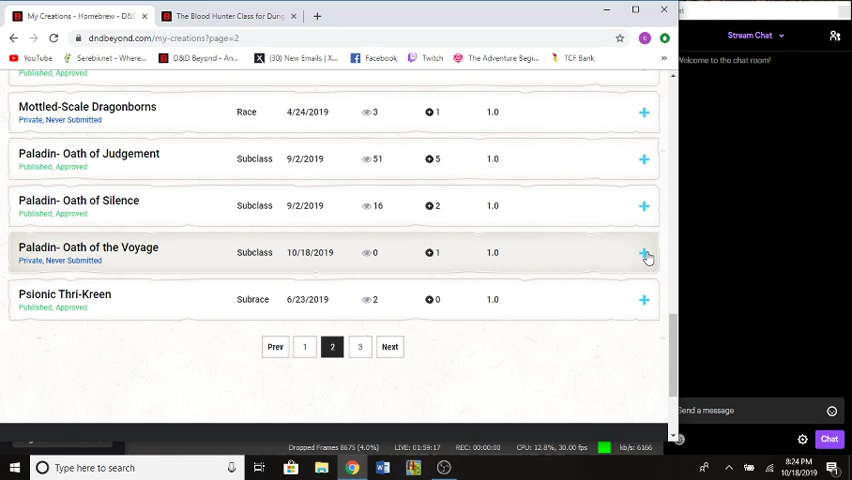 My Creations - Homebrew - D&D
The Blood Hunter Class for Dung
dndbeyond.com/my-creations?page=2
YouTube
Serebii.net - Where...
D&D Beyond - An...
(30) New Emails | X...
Facebook
Twitch
The Adventure Begi...
TCF Bank
Stream Chat
Welcome to the chat room!
Published, Approved
Mottled-Scale Dragonborns Race 4/24/2019 3 1 1.0
Private, Never Submitted
Paladin- Oath of Judgement Subclass 9/2/2019 51 5 1.0
Published, Approved
Paladin- Oath of Silence Subclass 9/2/2019 16 2 1.0
Published, Approved
Paladin- Oath of the Voyage Subclass 10/18/2019 0 1 1.0
Private, Never Submitted
Psionic Thri-Kreen Subrace 6/23/2019 2 0 1.0
Published, Approved
Prev 1 2 3 Next
Send a message
Chat
Dropped Frames 8675 (4.0%) LIVE: 01:59:17 REC: 00:00:00 CPU: 12.8%, 30.00 fps kb/s: 6166
Type here to search
8:24 PM
10/18/2019